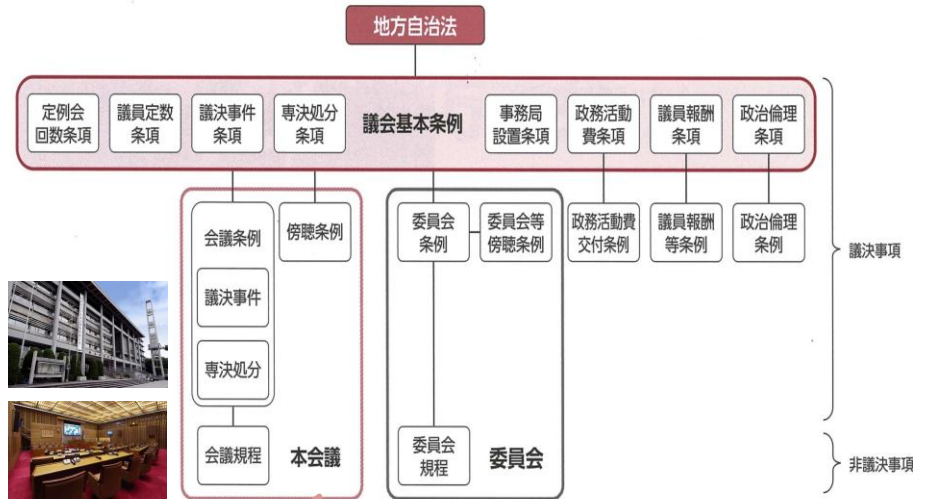 地方自治法
定例会
回数条項
議員定数
条項
議決事件
条項
専決処分
条項
議会基本条例
事務局
設置条項
政務活動
費条項
議員報酬
条項
政治倫理
条項
会議条例
傍聴条例
委員会
条例
委員会等
傍聴条例
政務活動費
交付条例
議員報酬
等条例
政治倫理
条例
議決事項
議決事件
専決処分
会議規程
本会議
委員会
規程
委員会
非議決事項